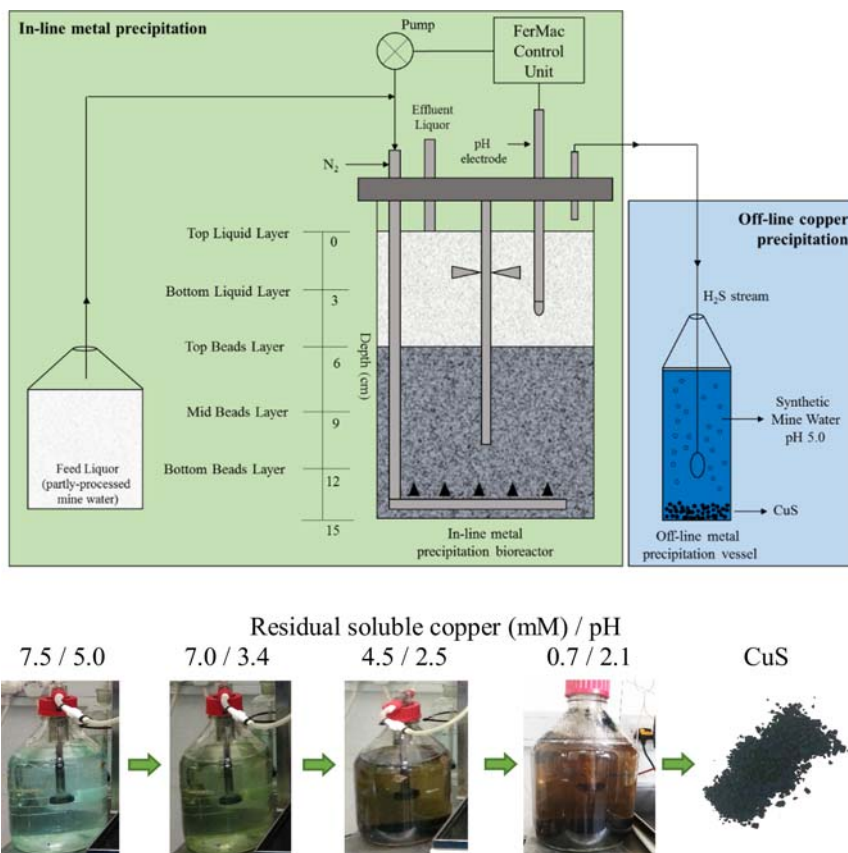 In-line metal precipitation
Pump
FerMac
Control
Unit
Effluent
Liquor
pH
electrode
N2
Off-line copper
precipitation
H2S stream
Top Liquid Layer
0
Bottom Liquid Layer
3
Top Beads Layer
6
Depth (cm)
Mid Beads Layer
9
Bottom Beads Layer
12
15
Feed Liquor
(partly-processed
mine water)
Synthetic
Mine Water
pH 5.0
CuS
In-line metal
precipitation bioreactor
Off-line metal
precipitation vessel
Residual soluble copper (mM) / pH
7.5 / 5.0
7.0 / 3.4
4.5 / 2.5
0.7 / 2.1
CuS